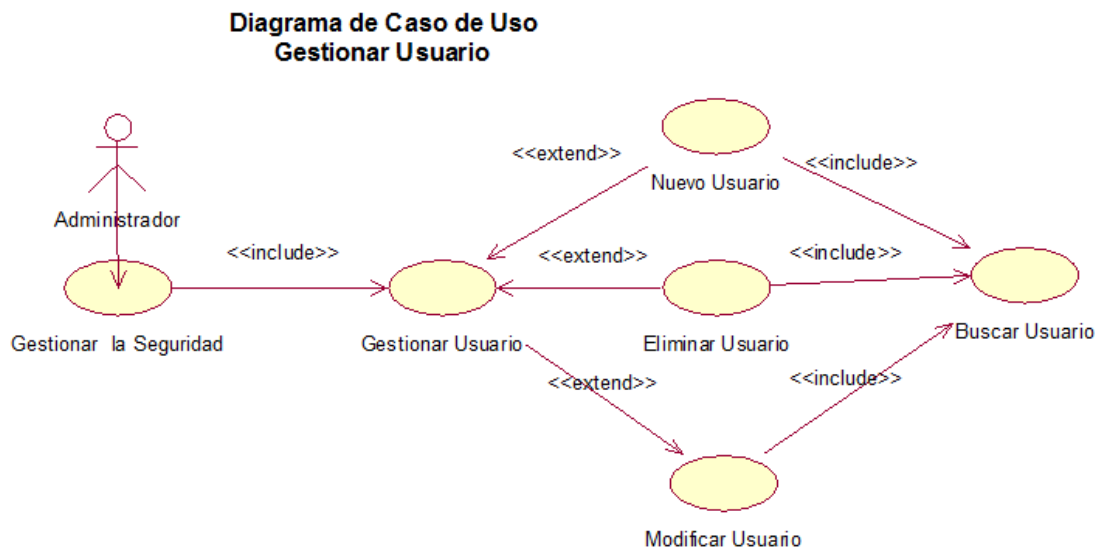 Diagrama de Caso de Uso
Gestionar Usuario
<<extend>>
Nuevo Usuario
<<include>>
Administrador
<<include>>
<<extend>>
<<include>>
Gestionar la Seguridad
Gestionar Usuario
Eliminar Usuario
Buscar Usuario
<<extend>>
<<include>>
Modificar Usuario